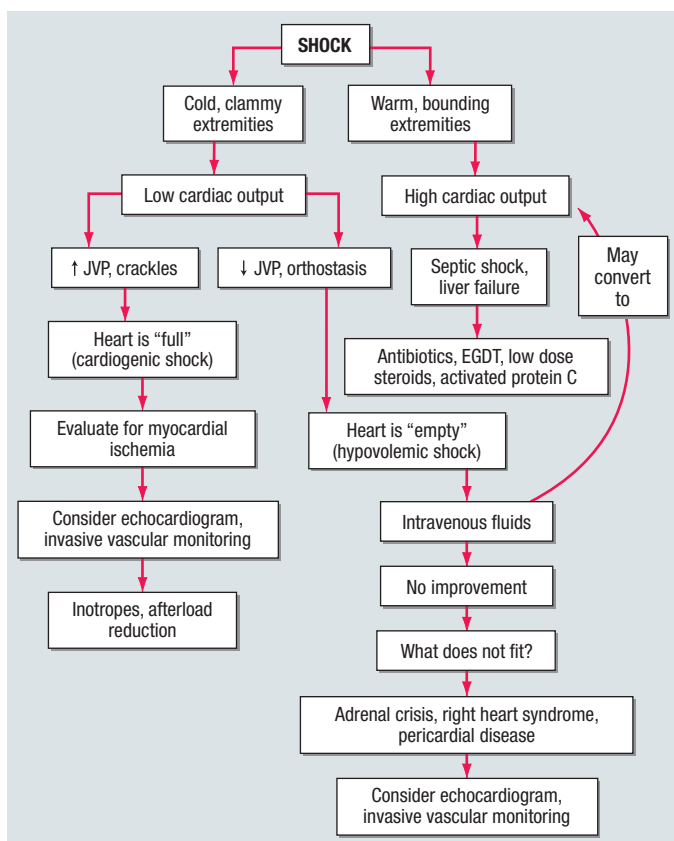 SHOCK
Cold, clammy
extremities
Warm, bounding
extremities
Low cardiac output
High cardiac output
↑ JVP, crackles
↓ JVP, orthostasis
Septic shock,
liver failure
May
convert
to
Heart is “full”
(cardiogenic shock)
Antibiotics, EGDT, low dose
steroids, activated protein C
Evaluate for myocardial
ischemia
Heart is “empty”
(hypovolemic shock)
Consider echocardiogram,
invasive vascular monitoring
Intravenous fluids
Inotropes, afterload
reduction
No improvement
What does not fit?
Adrenal crisis, right heart syndrome,
pericardial disease
Consider echocardiogram,
invasive vascular monitoring